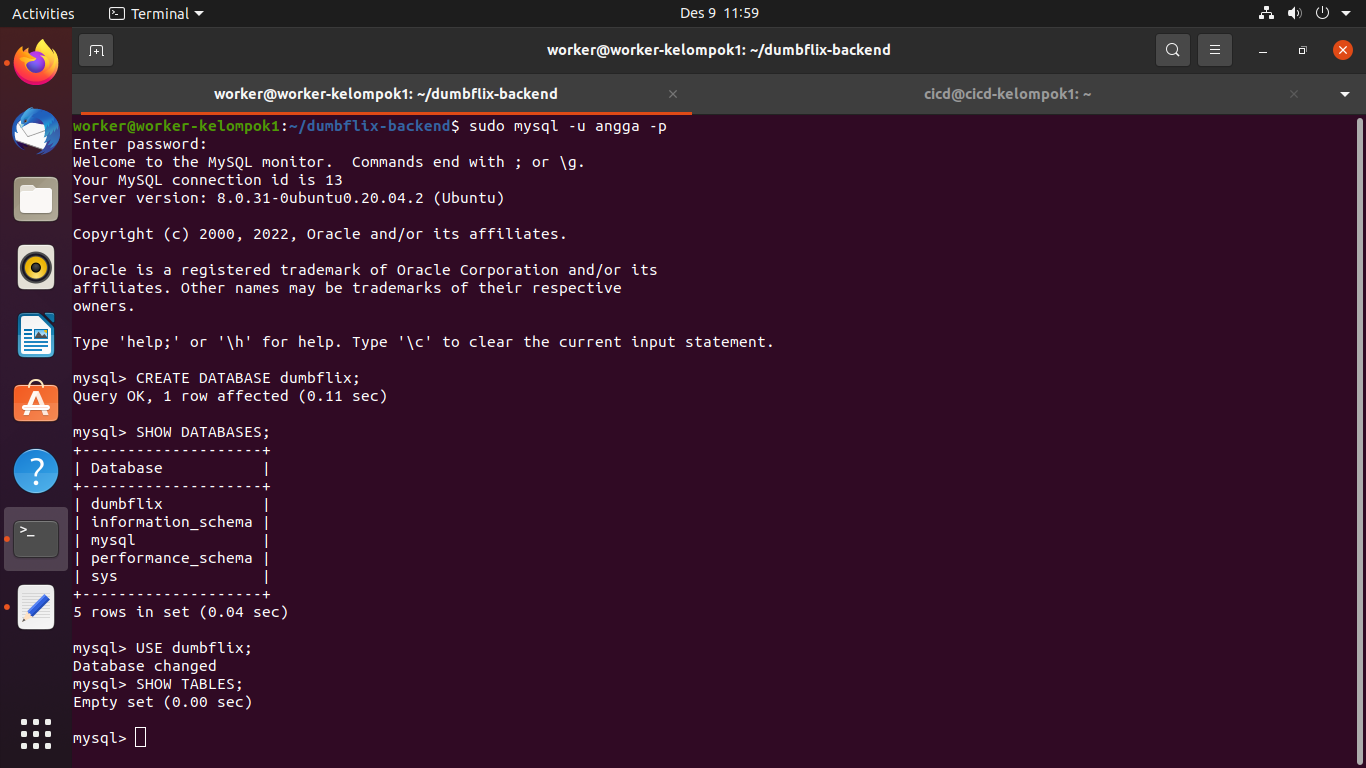 Activities
Terminal
Des 9 11:59
worker@worker-kelompok1: ~/dumbflix-backend
worker@worker-kelompok1: ~/dumbflix-backend
cicd@cicd-kelompok1: ~
worker@worker-kelompok1:~/dumbflix-backend$ sudo mysql -u angga -p
Enter password:
Welcome to the MySQL monitor.  Commands end with ; or \g.
Your MySQL connection id is 13
Server version: 8.0.31-0ubuntu0.20.04.2 (Ubuntu)
Copyright (c) 2000, 2022, Oracle and/or its affiliates.
Oracle is a registered trademark of Oracle Corporation and/or its
affiliates. Other names may be trademarks of their respective
owners.
Type 'help;' or '\h' for help. Type '\c' to clear the current input statement.
mysql> CREATE DATABASE dumbflix;
Query OK, 1 row affected (0.11 sec)
mysql> SHOW DATABASES;
+--------------------+
| Database           |
+--------------------+
| dumbflix           |
| information_schema |
| mysql              |
| performance_schema |
| sys                |
+--------------------+
5 rows in set (0.04 sec)
mysql> USE dumbflix;
Database changed
mysql> SHOW TABLES;
Empty set (0.00 sec)
mysql>